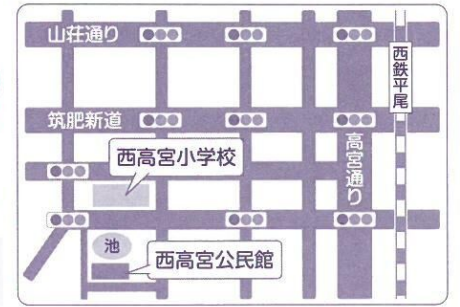 山荘通り
西鉄平尾
筑肥新道
高宮通り
西高宮小学校
池
西高宮公民館